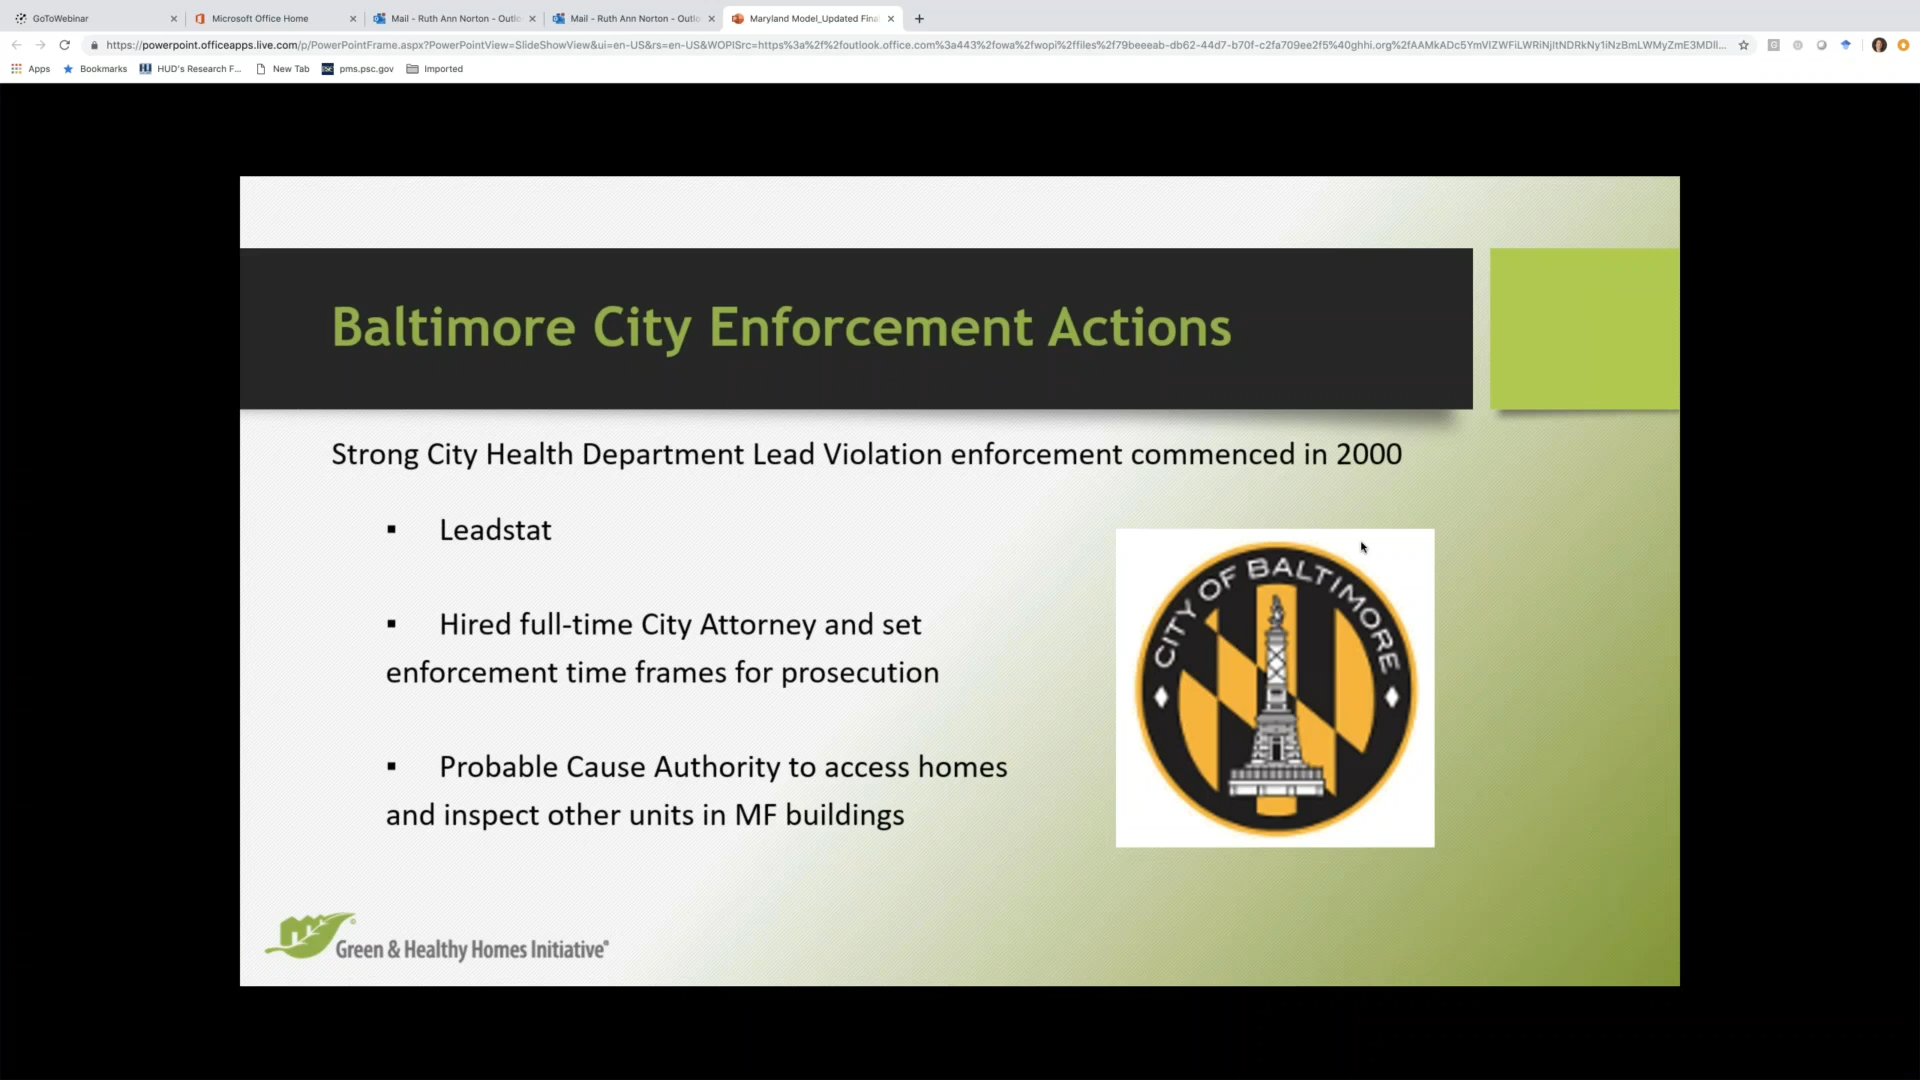 GoToWebinar
Microsoft Office Home
Mail - Ruth Ann Norton - Outlo
Mail - Ruth Ann Norton - Outlo
Maryland Model_Updated Fina
Apps
Bookmarks
HUD's Research F...
New Tab
pms.psc.gov
Imported
Baltimore City Enforcement Actions
Strong City Health Department Lead Violation enforcement commenced in 2000
▪ Leadstat
▪ Hired full-time City Attorney and set
enforcement time frames for prosecution
▪ Probable Cause Authority to access homes
and inspect other units in MF buildings
CITY OF BALTIMORE
Green & Healthy Homes Initiative®